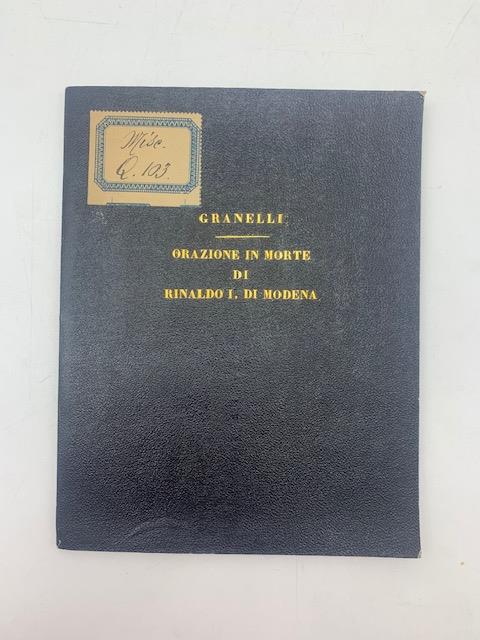 Misc.
Q. 103.
GRANELLI
ORAZIONE IN MORTE
DI
RINALDO I. DI MODENA